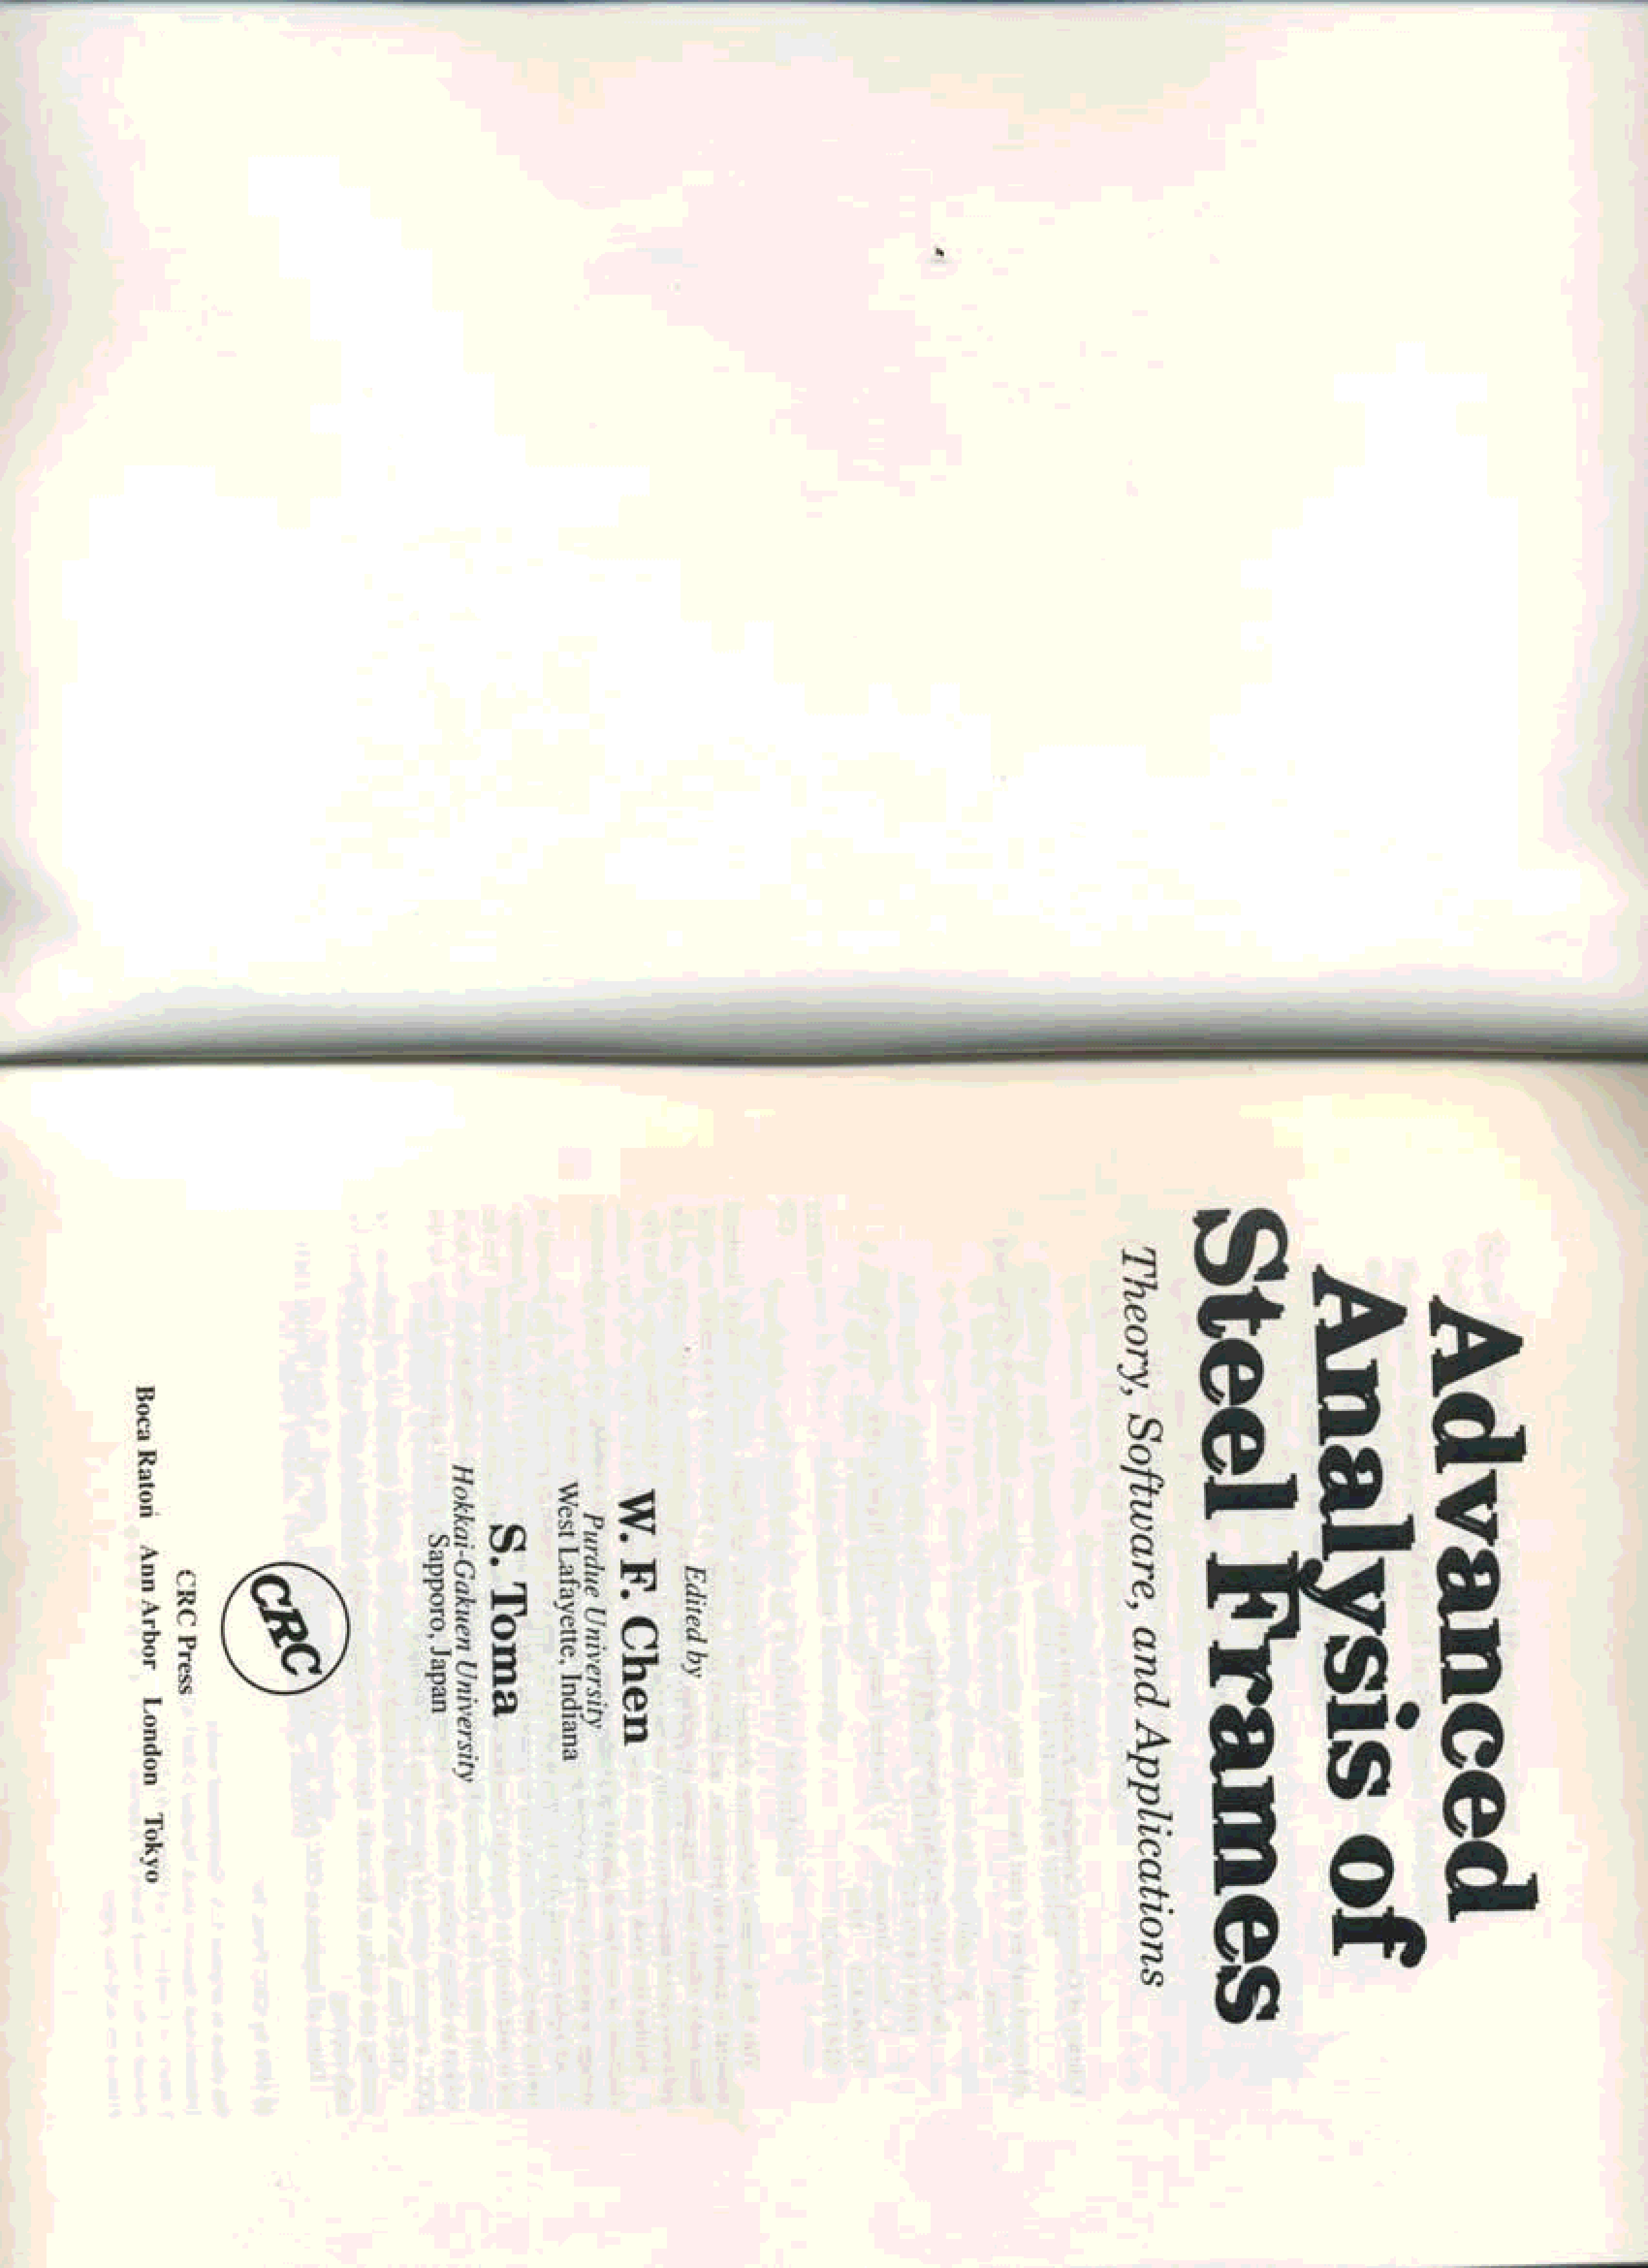 Advanced
Analysis of
Steel Frames
Theory, Software, and Applications
Edited by
W. F. Chen
Purdue University
West Lafayette, Indiana
S. Toma
Hokkai-Gakuen University
Sapporo, Japan
CRC
CRC Press
Boca Raton Ann Arbor London Tokyo